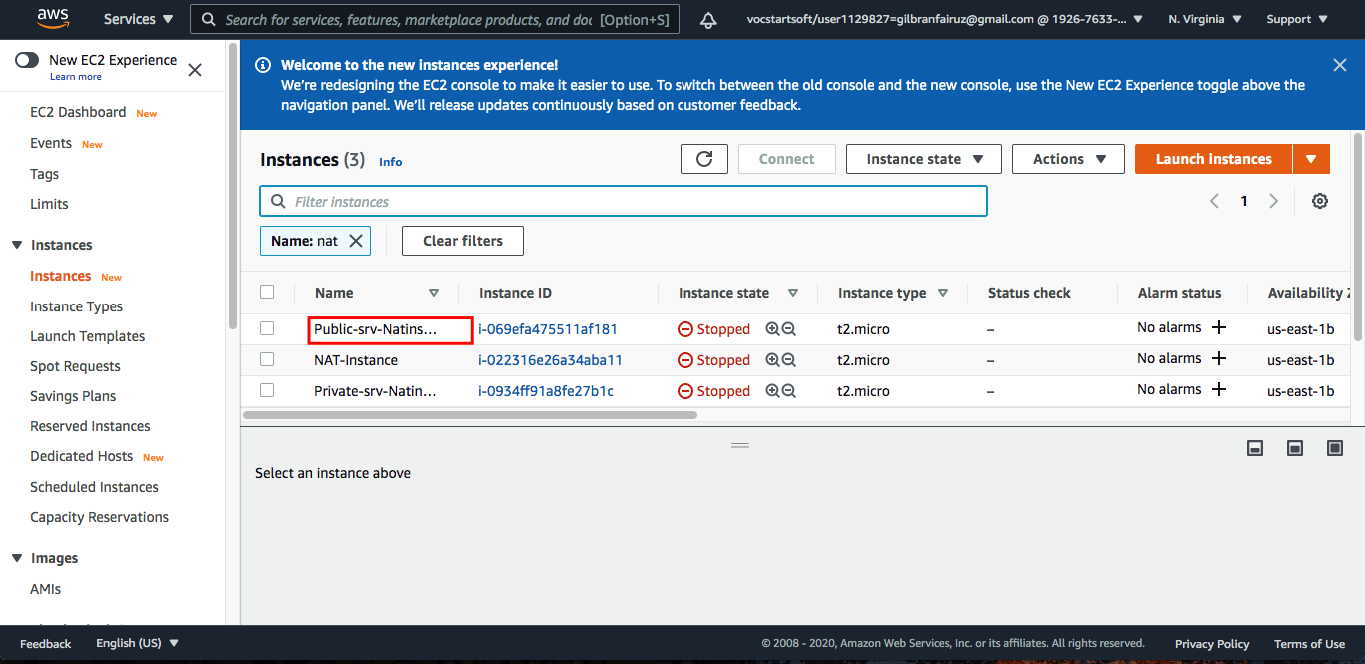 aws Services Search for services, features, marketplace products, and doc [Option+S] vocstartsoft/user1129827=gilbranfairuz@gmail.com @ 1926-7633-... N. Virginia Support
New EC2 Experience
Learn more
EC2 Dashboard New
Events New
Tags
Limits
Instances
Instances New
Instance Types
Launch Templates
Spot Requests
Savings Plans
Reserved Instances
Dedicated Hosts New
Scheduled Instances
Capacity Reservations
Images
AMIs
Welcome to the new instances experience!
We're redesigning the EC2 console to make it easier to use. To switch between the old console and the new console, use the New EC2 Experience toggle above the
navigation panel. We'll release updates continuously based on customer feedback.
Instances (3) Info Connect Instance state Actions Launch instances
Filter instances 1
Name: nat Clear filters
Name Instance ID Instance state Instance type Status check Alarm status Availability
Public-srv-Natins... i-069efa475511af181 Stopped t2.micro – No alarms + us-east-1b
NAT-Instance i-022316e26a34aba11 Stopped t2.micro – No alarms + us-east-1b
Private-srv-Natin... i-0934ff91a8fe27b1c Stopped t2.micro – No alarms + us-east-1b
Select an instance above
Feedback English (US) © 2008 - 2020, Amazon Web Services, Inc. or its affiliates. All rights reserved. Privacy Policy Terms of Use